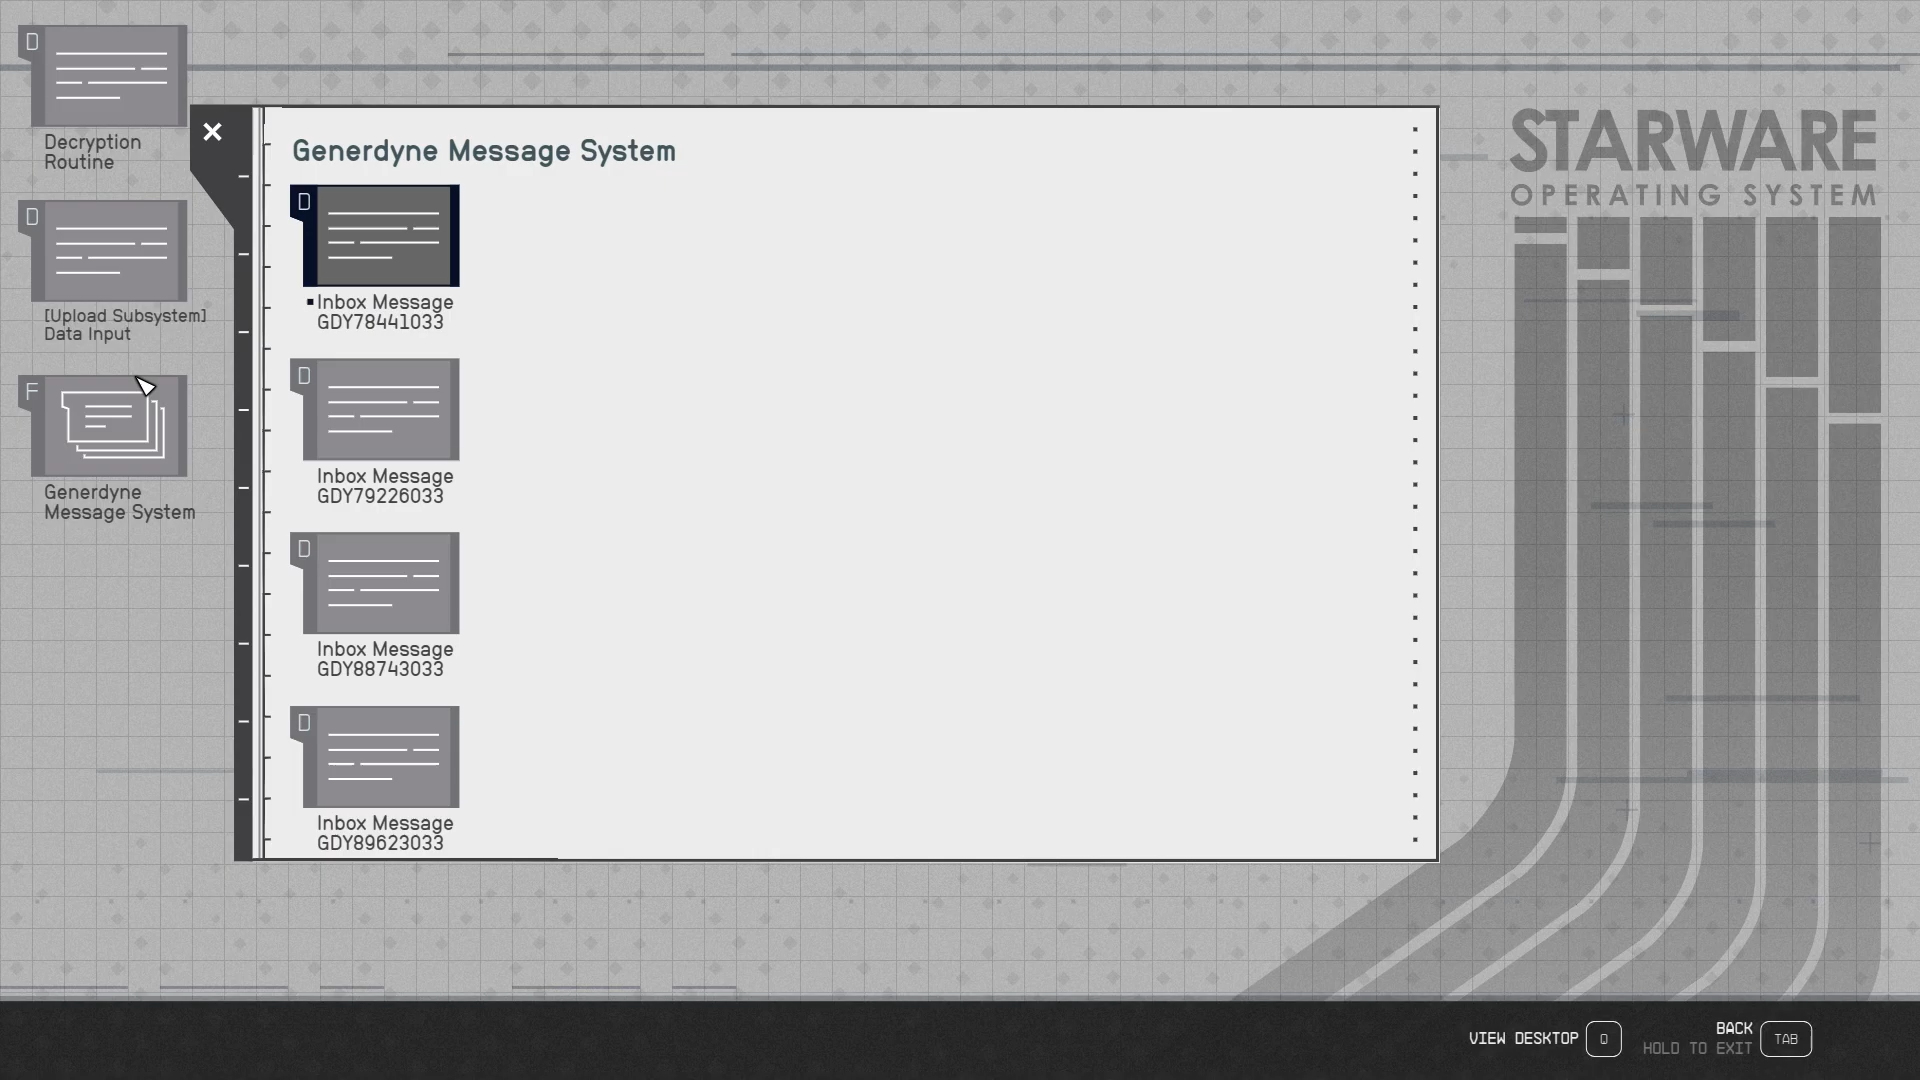 D
Decryption
Routine
D
[Upload Subsystem]
Data Input
F
Generdyne
Message System
Generdyne Message System
D
Inbox Message
GDY78441033
D
Inbox Message
GDY79226033
D
Inbox Message
GDY88743033
D
Inbox Message
GDY89623033
STARWARE
OPERATING SYSTEM
VIEW DESKTOP Q
BACK
HOLD TO EXIT
TAB